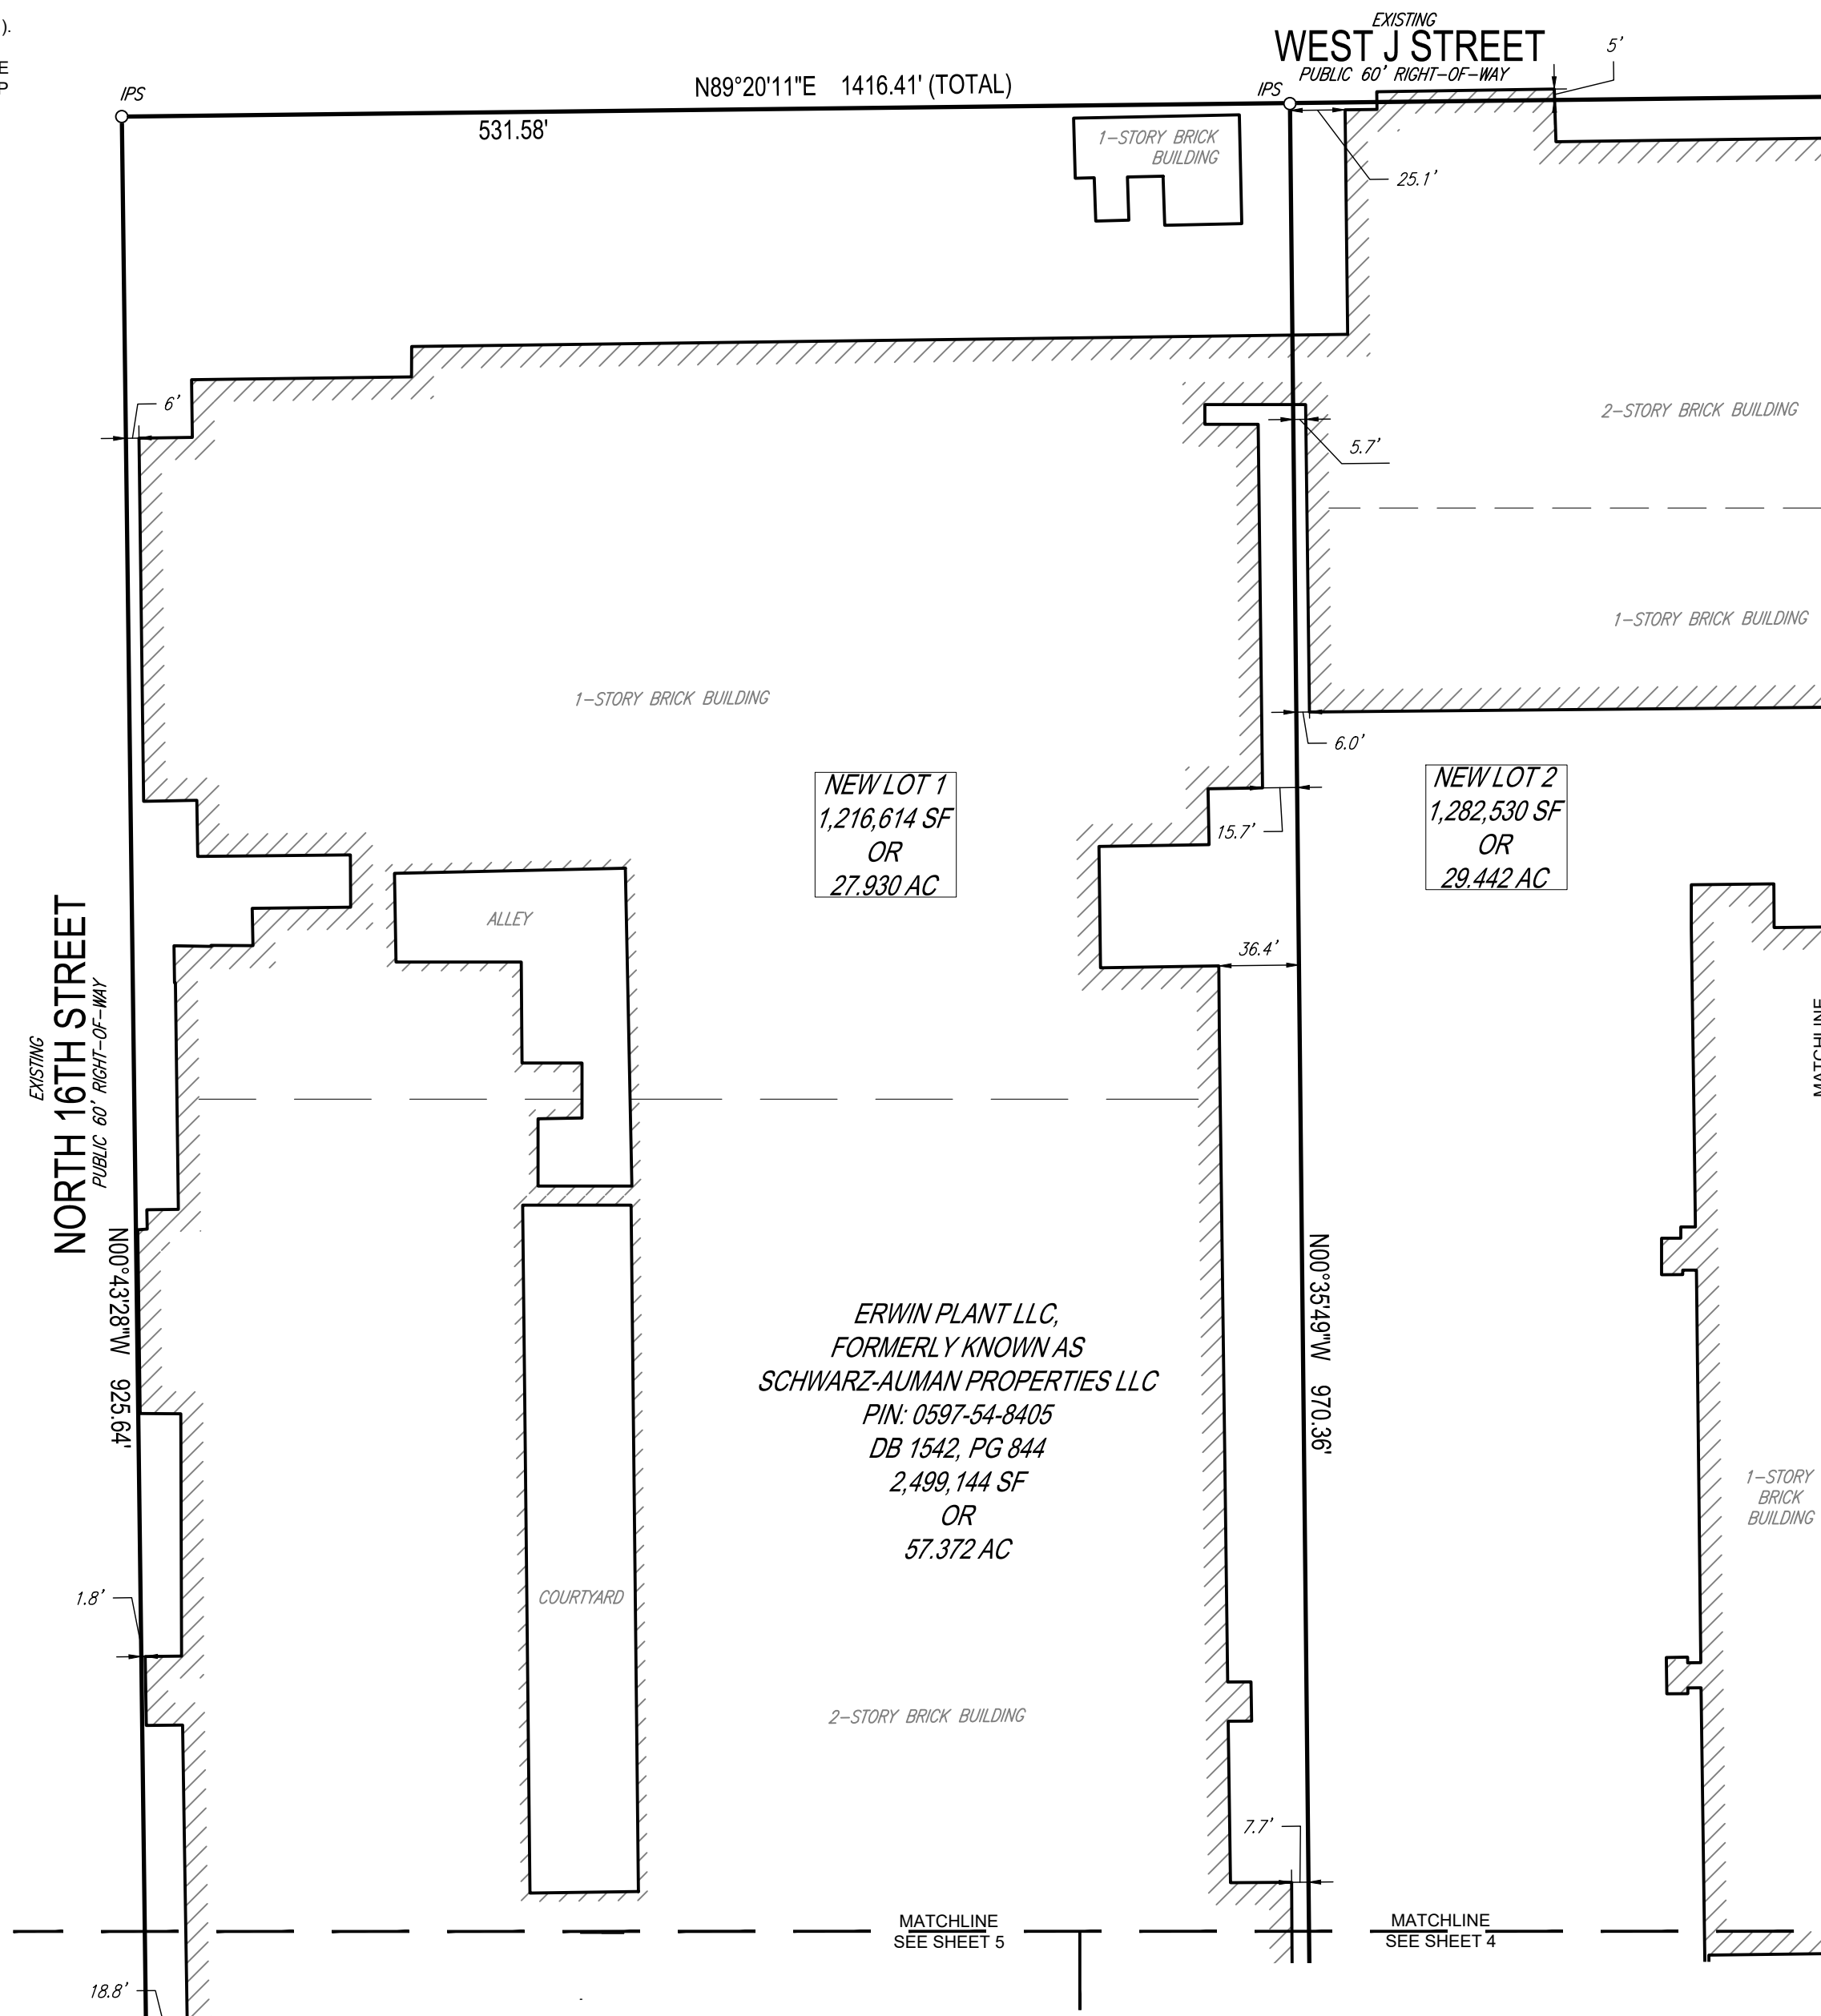 ).
E
P
EXISTING
WEST J STREET
PUBLIC 60' RIGHT-OF-WAY
5'
IPS
N89°20'11"E 1416.41' (TOTAL)
IPS
531.58'
1-STORY BRICK
BUILDING
25.1'
6'
2-STORY BRICK BUILDING
5.7'
1-STORY BRICK BUILDING
1-STORY BRICK BUILDING
6.0'
NEW LOT 1
1,216,614 SF
OR
27.930 AC
NEW LOT 2
1,282,530 SF
OR
29.442 AC
15.7'
ALLEY
36.4'
EXISTING
NORTH 16TH STREET
PUBLIC 60' RIGHT-OF-WAY
MATCHLINE
N00°43'28"W 925.64'
N00°35'49"W 970.36'
ERWIN PLANT LLC,
FORMERLY KNOWN AS
SCHWARZ-AUMAN PROPERTIES LLC
PIN: 0597-54-8405
DB 1542, PG 844
2,499,144 SF
OR
57.372 AC
1-STORY
BRICK
BUILDING
1.8'
COURTYARD
2-STORY BRICK BUILDING
7.7'
MATCHLINE
SEE SHEET 5
MATCHLINE
SEE SHEET 4
18.8'